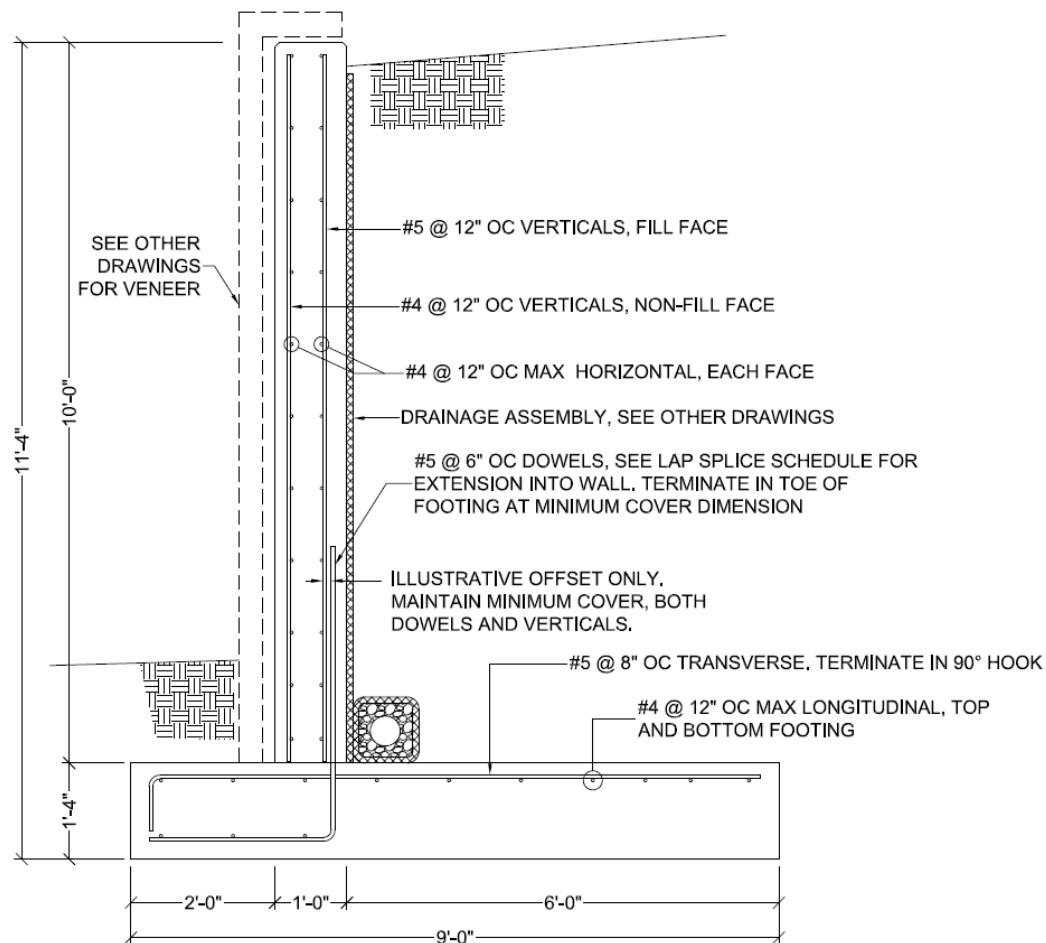 #5 @ 12" OC VERTICALS, FILL FACE
SEE OTHER
DRAWINGS
FOR VENEER
#4 @ 12" OC VERTICALS, NON-FILL FACE
#4 @ 12" OC MAX HORIZONTAL, EACH FACE
DRAINAGE ASSEMBLY, SEE OTHER DRAWINGS
#5 @ 6" OC DOWELS, SEE LAP SPLICE SCHEDULE FOR
EXTENSION INTO WALL. TERMINATE IN TOE OF
FOOTING AT MINIMUM COVER DIMENSION
ILLUSTRATIVE OFFSET ONLY.
MAINTAIN MINIMUM COVER, BOTH
DOWELS AND VERTICALS.
#5 @ 8" OC TRANSVERSE. TERMINATE IN 90° HOOK
#4 @ 12" OC MAX LONGITUDINAL, TOP
AND BOTTOM FOOTING
11'-4"
10'-0"
1'-4"
2'-0"
1'-0"
6'-0"
9'-0"